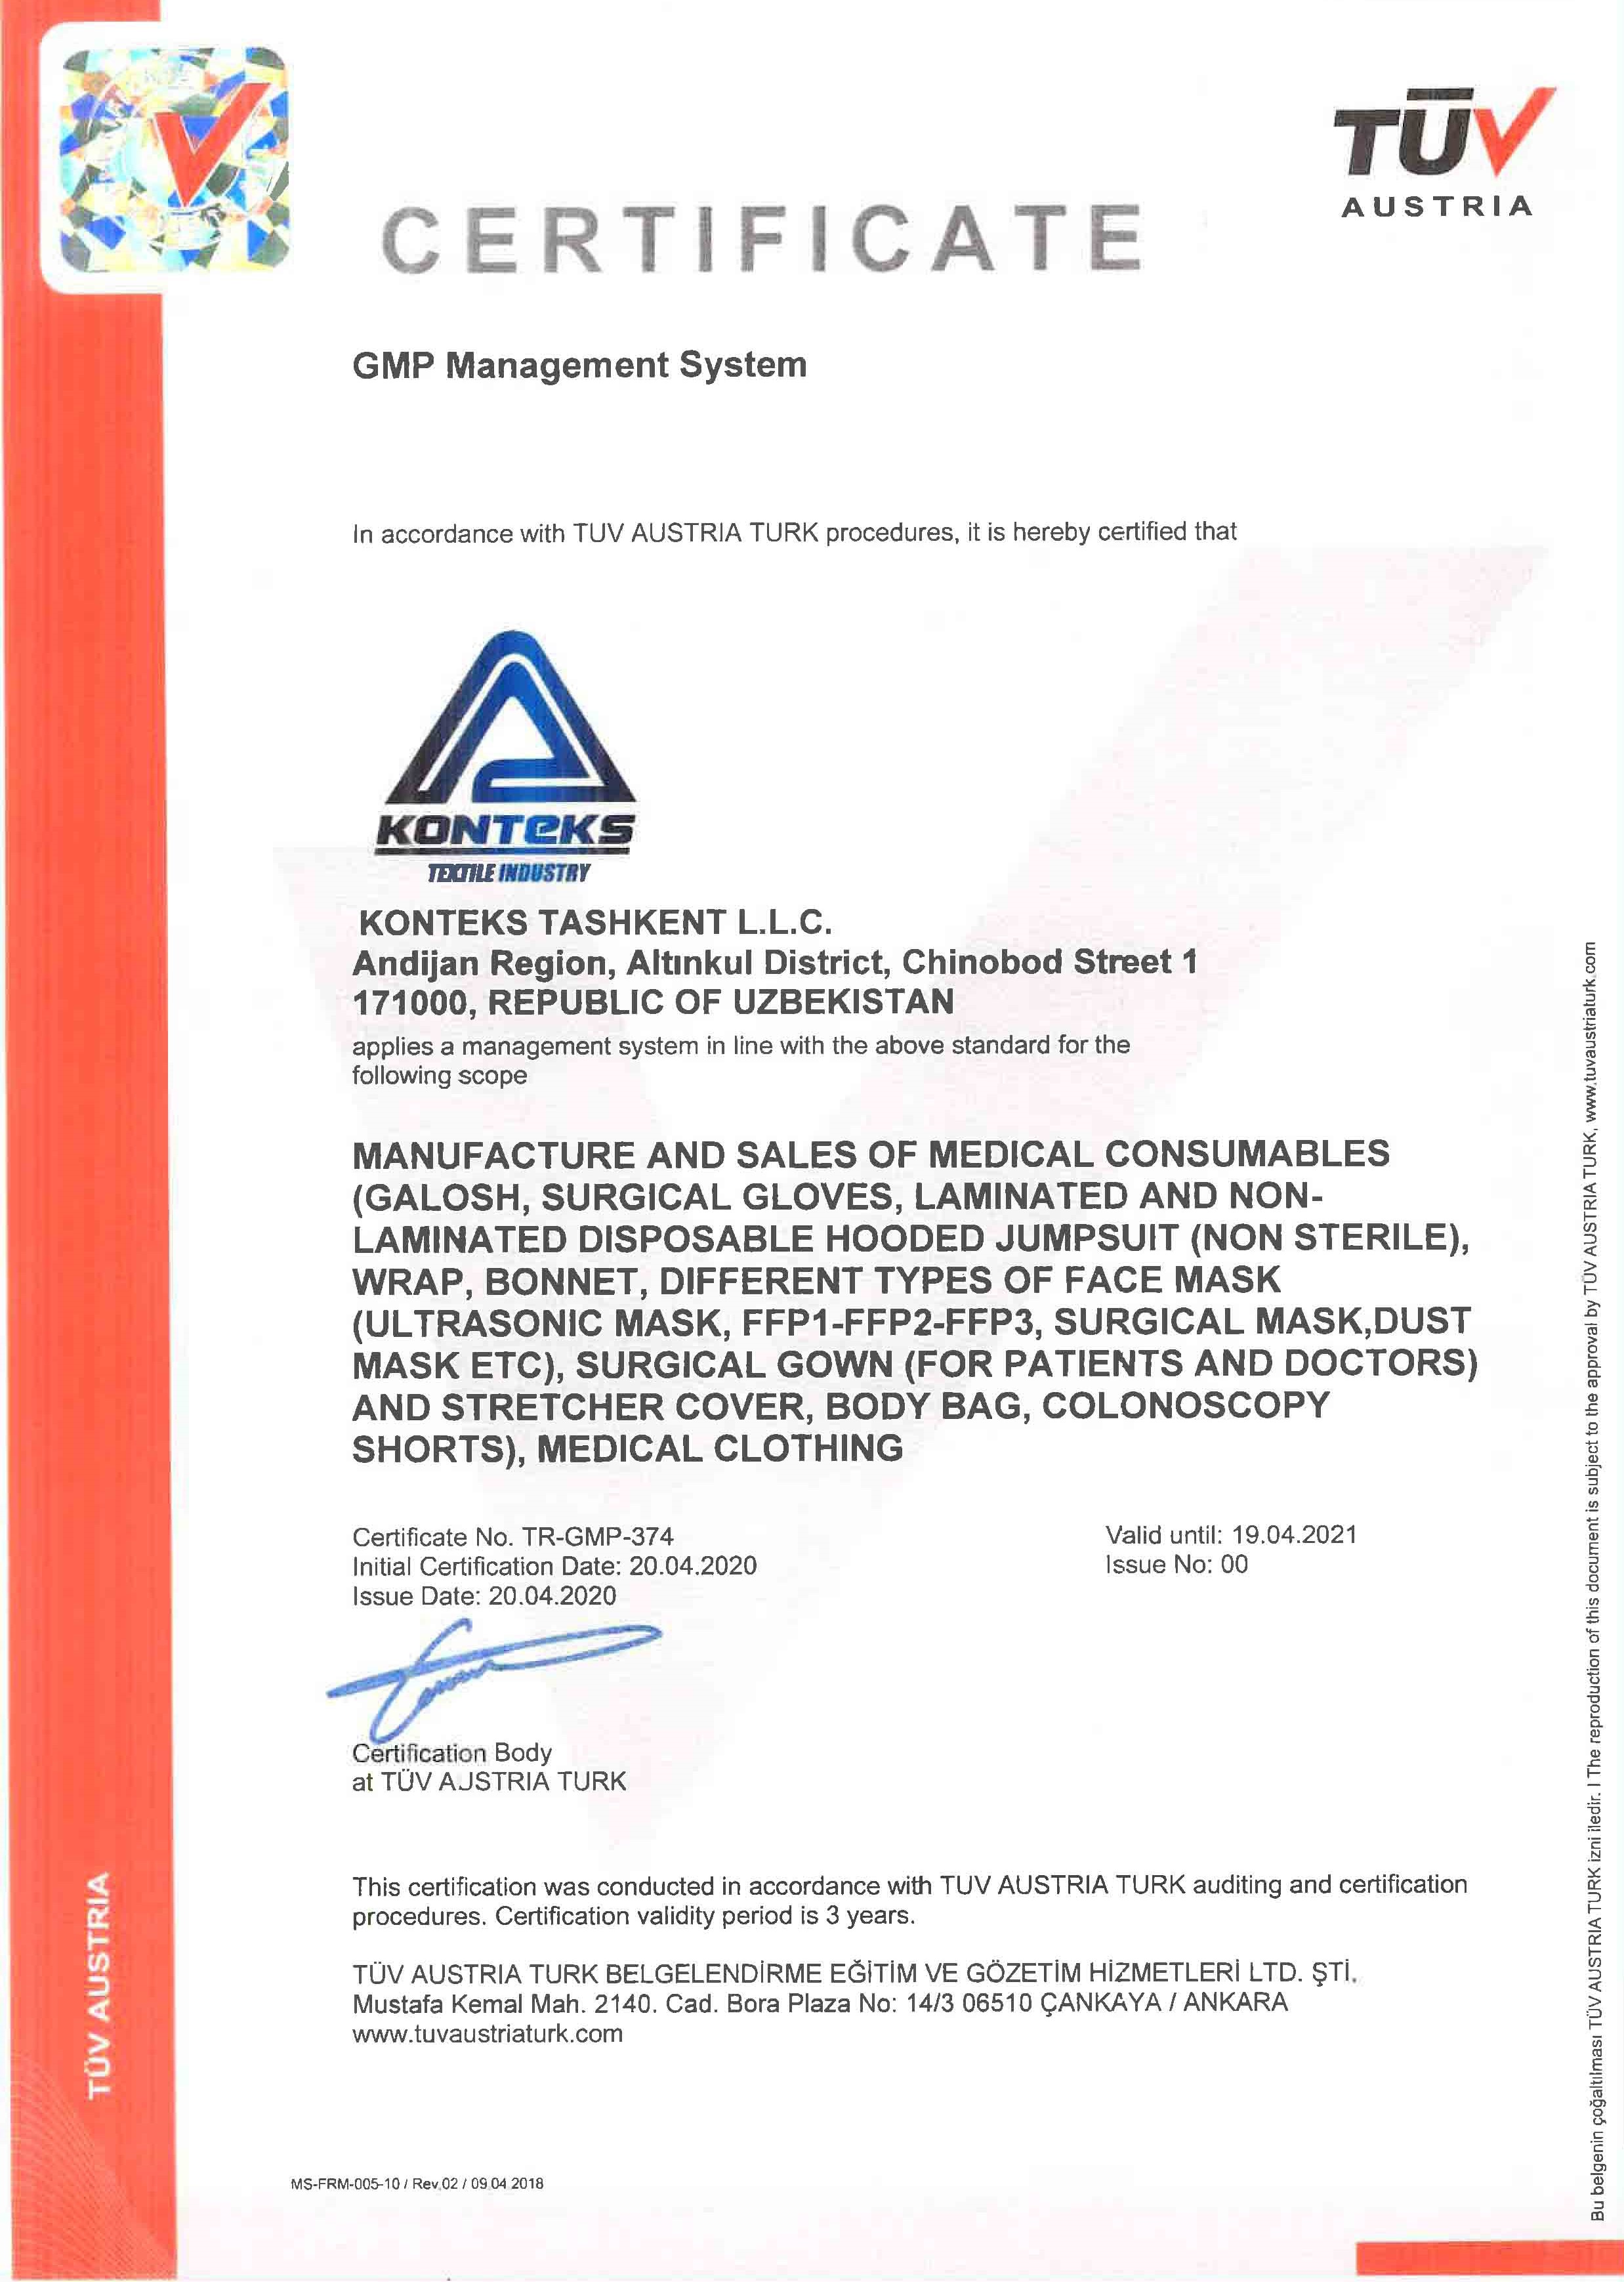 TÜV
AUSTRIA
CERTIFICATE
GMP Management System
In accordance with TUV AUSTRIA TURK procedures, it is hereby certified that
KONTEKS
TEXTILE INDUSTRY
KONTEKS TASHKENT L.L.C.
Andijan Region, Altınkul District, Chinobod Street 1
171000, REPUBLIC OF UZBEKISTAN
applies a management system in line with the above standard for the
following scope
MANUFACTURE AND SALES OF MEDICAL CONSUMABLES
(GALOSH, SURGICAL GLOVES, LAMINATED AND NON-
LAMINATED DISPOSABLE HOODED JUMPSUIT (NON STERILE),
WRAP, BONNET, DIFFERENT TYPES OF FACE MASK
(ULTRASONIC MASK, FFP1-FFP2-FFP3, SURGICAL MASK,DUST
MASK ETC), SURGICAL GOWN (FOR PATIENTS AND DOCTORS)
AND STRETCHER COVER, BODY BAG, COLONOSCOPY
SHORTS), MEDICAL CLOTHING
Certificate No. TR-GMP-374
Initial Certification Date: 20.04.2020
Issue Date: 20.04.2020
Valid until: 19.04.2021
Issue No: 00
Certification Body
at TÜV AUSTRIA TURK
This certification was conducted in accordance with TUV AUSTRIA TURK auditing and certification
procedures. Certification validity period is 3 years.
TÜV AUSTRIA TURK BELGELENDİRME EĞİTİM VE GÖZETİM HİZMETLERİ LTD. ŞTİ.
Mustafa Kemal Mah. 2140. Cad. Bora Plaza No: 14/3 06510 ÇANKAYA / ANKARA
www.tuvaustriaturk.com
MS-FRM-005-10 / Rev.02 / 09.04.2018
TÜV AUSTRIA
Bu belgenin çoğaltılması TÜV AUSTRIA TURK izni iledir. I The reproduction of this document is subject to the approval by TÜV AUSTRIA TURK, www.tuvaustriaturk.com